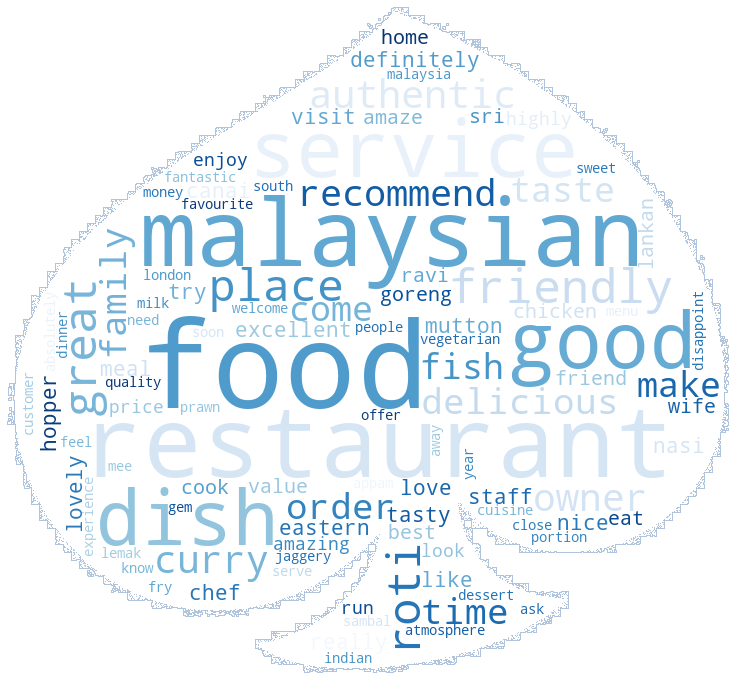 home
definitely
malaysia
authentic
visit
amaze
sri
highly
service
enjoy
fantastic
sweet
money
canai
south
recommend
taste
favourite
lankan
malaysian
family
london
try
place
ravi
friendly
goreng
milk
great
need
welcome
come
soon
excellent
people
mutton
chicken
menu
absolutely
dinner
vegetarian
good
disappoint
food
meal
fish
friend
make
quality
price
prawn
offer
delicious
wife
customer
hopper
restaurant
feel
away
nasi
lovely
mee
year
experience
cook
value
appam
love
staff
owner
gem
dish
order
tasty
cuisine
eastern
best
close
nice
eat
portion
amazing
lemak
curry
jaggery
look
know
serve
roti
fry
chef
like
dessert
run
time
ask
sambal
atmosphere
really
indian